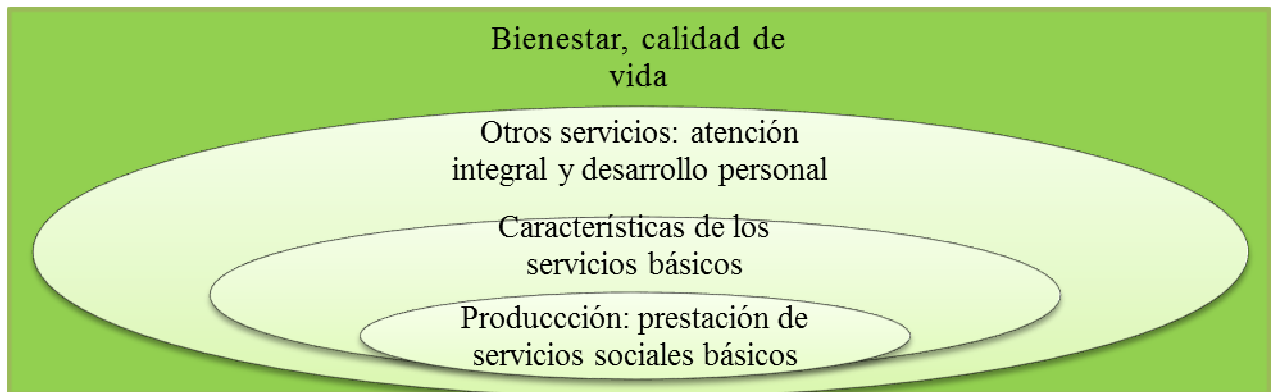 Bienestar, calidad de
vida
Otros servicios: atención
integral y desarrollo personal
Características de los
servicios básicos
Produccción: prestación de
servicios sociales básicos